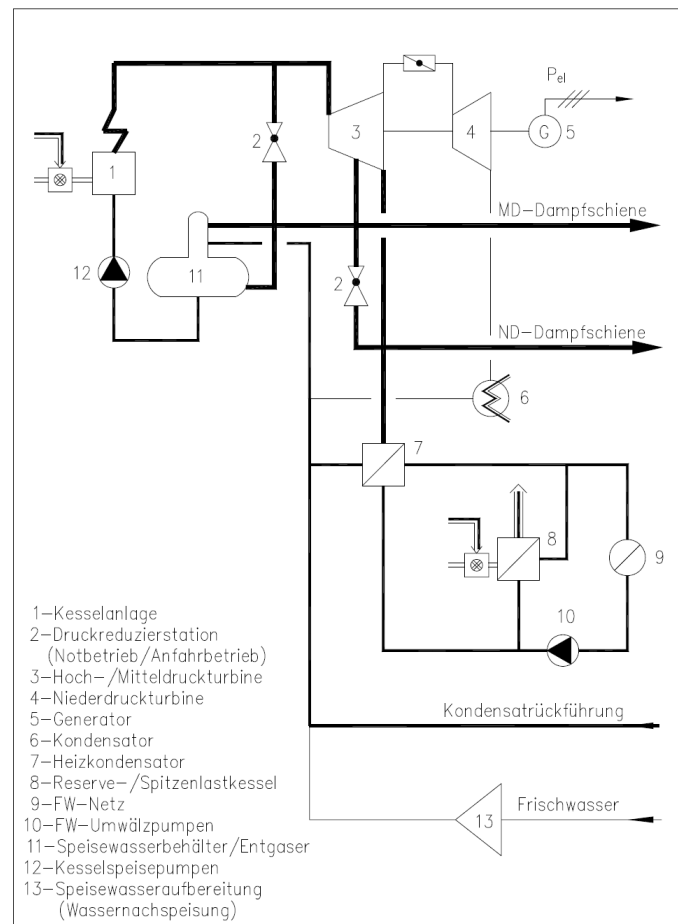 P_el
2
3
4
G 5
1
MD-Dampfschiene
12
11
2
ND-Dampfschiene
6
7
8
9
10
Kondensatrückführung
13
Frischwasser
1-Kesselanlage
2-Druckreduzierstation
(Notbetrieb/Anfahrbetrieb)
3-Hoch-/Mitteldruckturbine
4-Niederdruckturbine
5-Generator
6-Kondensator
7-Heizkondensator
8-Reserve-/Spitzenlastkessel
9-FW-Netz
10-FW-Umwälzpumpen
11-Speisewasserbehälter/Entgaser
12-Kesselspeisepumpen
13-Speisewasseraufbereitung
(Wassernachspeisung)